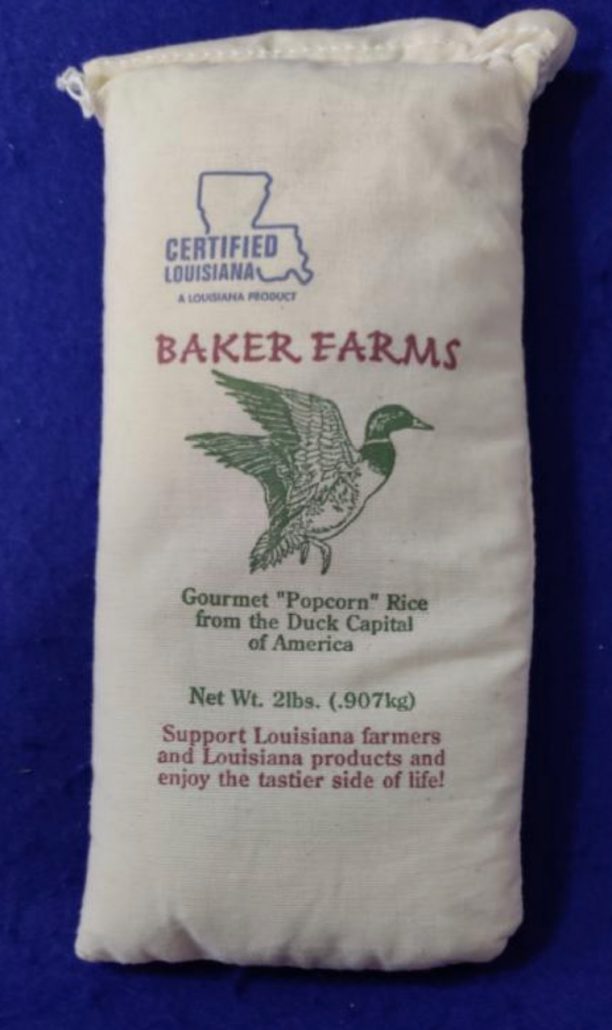 CERTIFIED
LOUISIANA
A LOUISIANA PRODUCT
BAKER FARMS
Gourmet "Popcorn" Rice
from the Duck Capital
of America
Net Wt. 2lbs. (.907kg)
Support Louisiana farmers
and Louisiana products and
enjoy the tastier side of life!